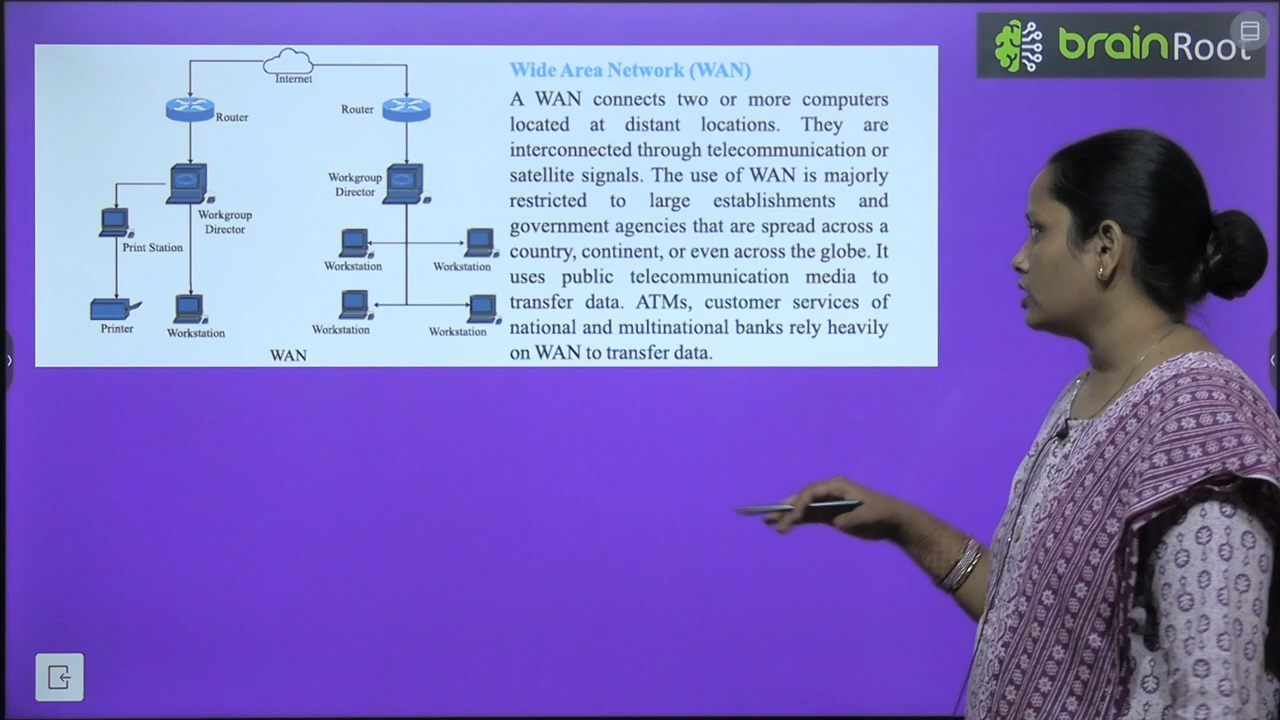 brainRoot
Internet
Router
Router
Workgroup
Director
Workgroup
Director
Print Station
Workstation
Workstation
Printer
Workstation
Workstation
Workstation
WAN
Wide Area Network (WAN)
A WAN connects two or more computers
located at distant locations. They are
interconnected through telecommunication or
satellite signals. The use of WAN is majorly
restricted to large establishments and
government agencies that are spread across a
country, continent, or even across the globe. It
uses public telecommunication media to
transfer data. ATMs, customer services of
national and multinational banks rely heavily
on WAN to transfer data.